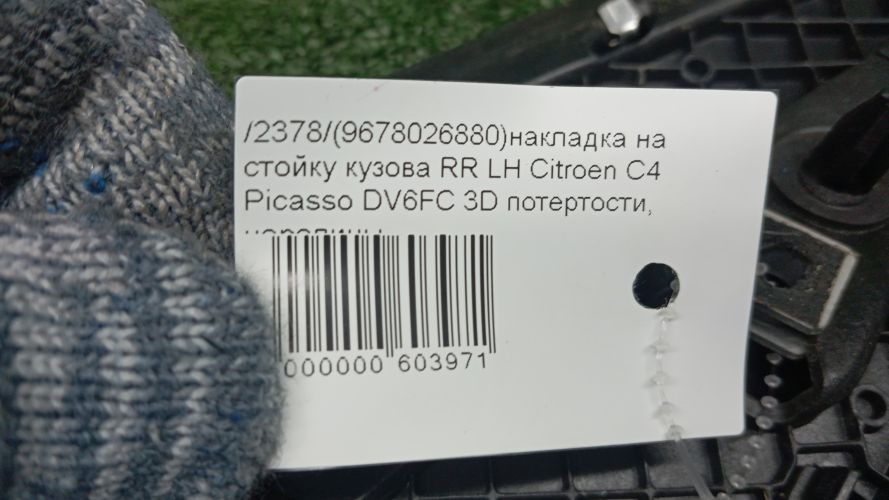 /2378/(9678026880)накладка на
стойку кузова RR LH Citroen C4
Picasso DV6FC 3D потертости,
000000 603971